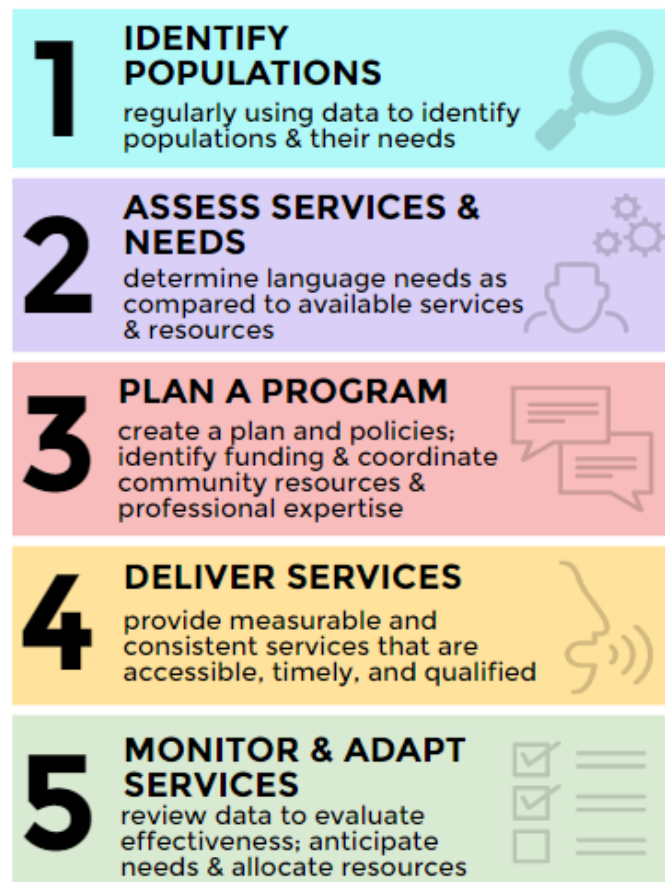 1
IDENTIFY
POPULATIONS
regularly using data to identify
populations & their needs
2
ASSESS SERVICES &
NEEDS
determine language needs as
compared to available services
& resources
3
PLAN A PROGRAM
create a plan and policies;
identify funding & coordinate
community resources &
professional expertise
4
DELIVER SERVICES
provide measurable and
consistent services that are
accessible, timely, and qualified
5
MONITOR & ADAPT
SERVICES
review data to evaluate
effectiveness; anticipate
needs & allocate resources